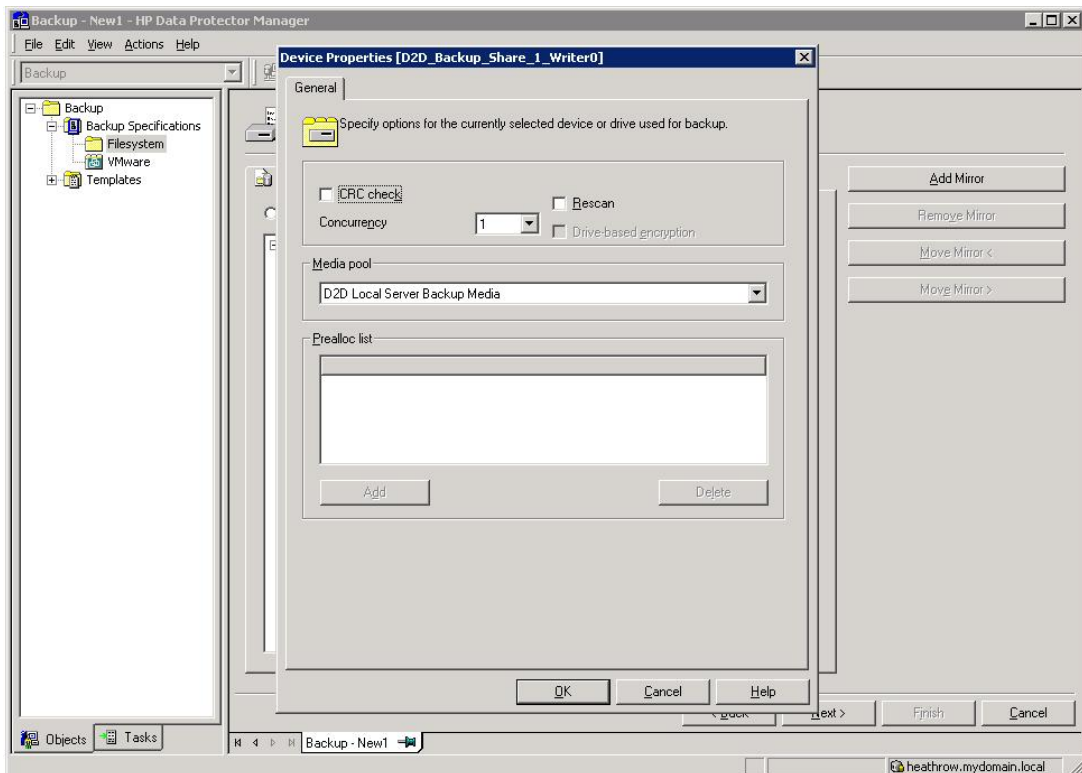 Backup - New1 - HP Data Protector Manager
File Edit View Actions Help
Backup
Backup
Backup Specifications
Filesystem
VMware
Templates
Objects
Tasks
Device Properties [D2D_Backup_Share_1_Writer0]
General
Specify options for the currently selected device or drive used for backup.
CRC check
Rescan
Concurrency
1
Drive-based encryption
Media pool
D2D Local Server Backup Media
Prealloc list
Add
Delete
OK
Cancel
Help
Add Mirror
Remove Mirror
Move Mirror <
Move Mirror >
< Back
Next >
Finish
Cancel
Backup - New1
heathrow.mydomain.local